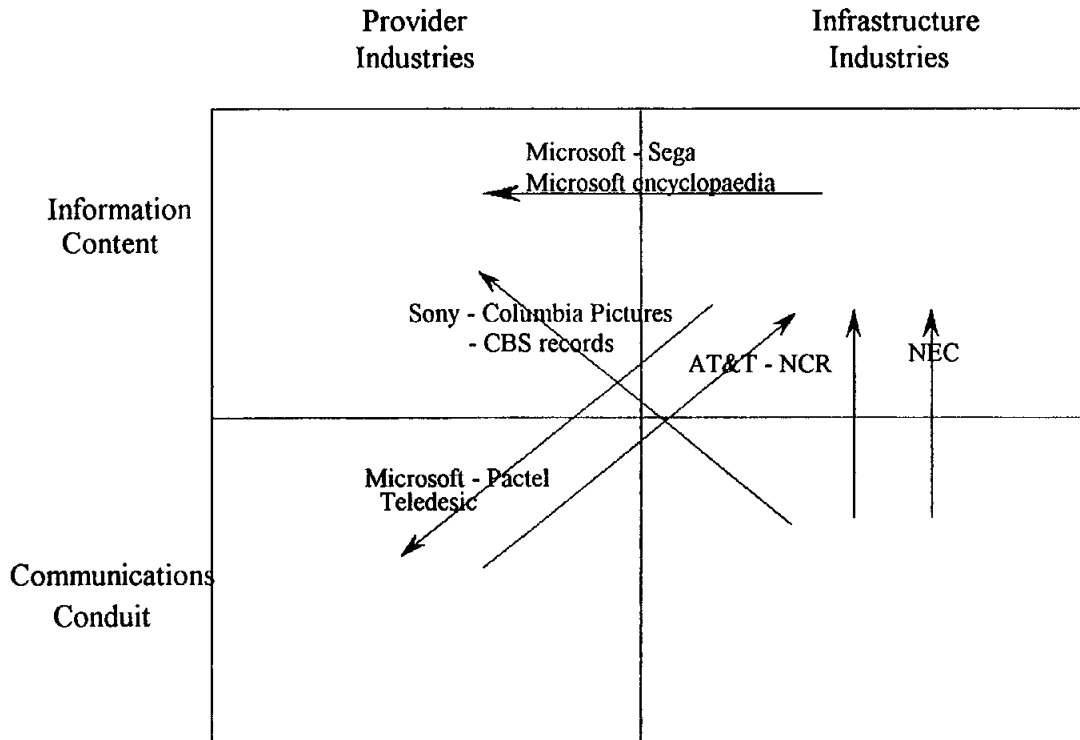 Provider
Industries
Infrastructure
Industries
Information
Content
Microsoft - Sega
Microsoft encyclopaedia
Sony - Columbia Pictures
- CBS records
AT&T - NCR
NEC
Microsoft - Pactel
Teledesic
Communications
Conduit